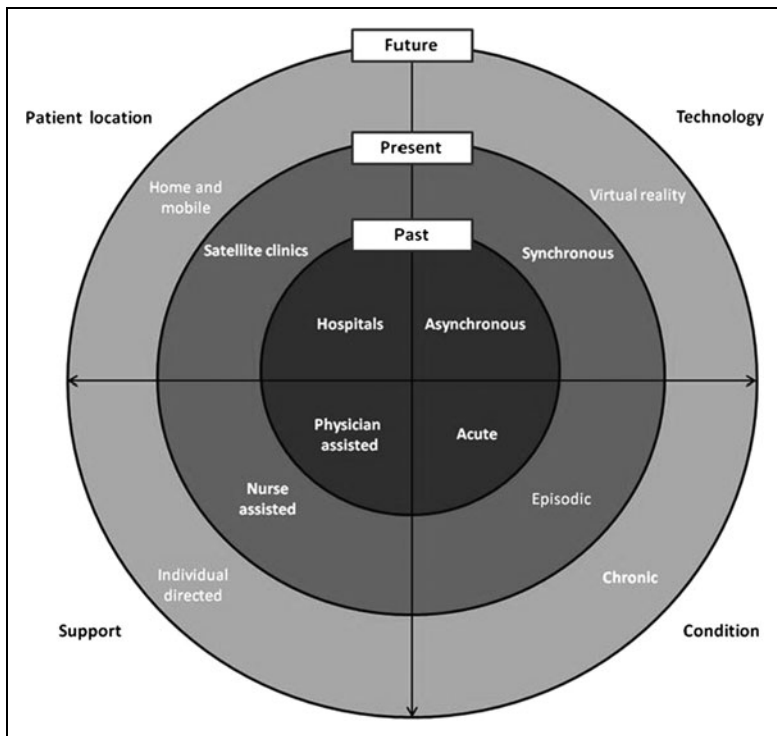 Future
Patient location
Technology
Present
Home and
mobile
Virtual reality
Past
Satellite clinics
Synchronous
Hospitals
Asynchronous
Physician
assisted
Acute
Nurse
assisted
Episodic
Individual
directed
Chronic
Support
Condition